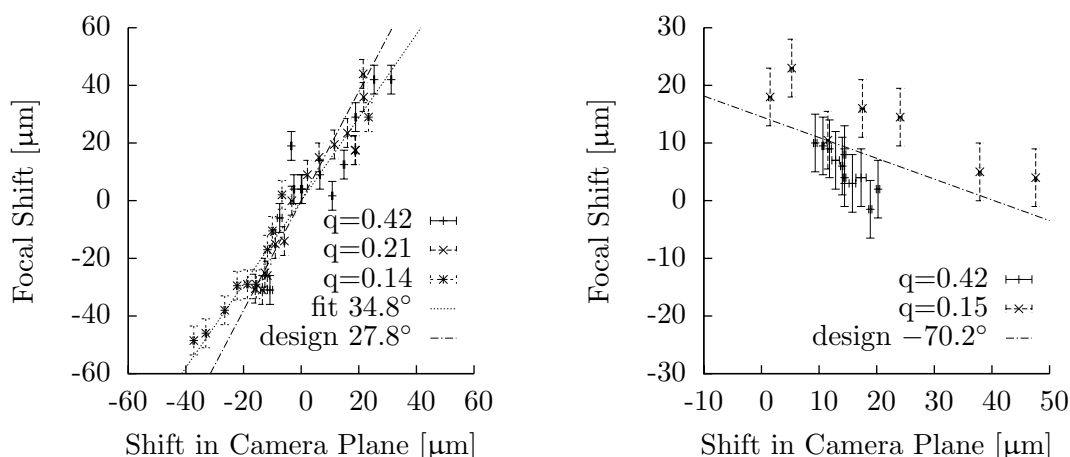 60
40
20
0
-20
-40
-60
-60 -40 -20 0 20 40 60
Focal Shift [μm]
Shift in Camera Plane [μm]
q=0.42
q=0.21
q=0.14
fit 34.8°
design 27.8°
30
20
10
0
-10
-20
-30
-10 0 10 20 30 40 50
Focal Shift [μm]
Shift in Camera Plane [μm]
q=0.42
q=0.15
design −70.2°